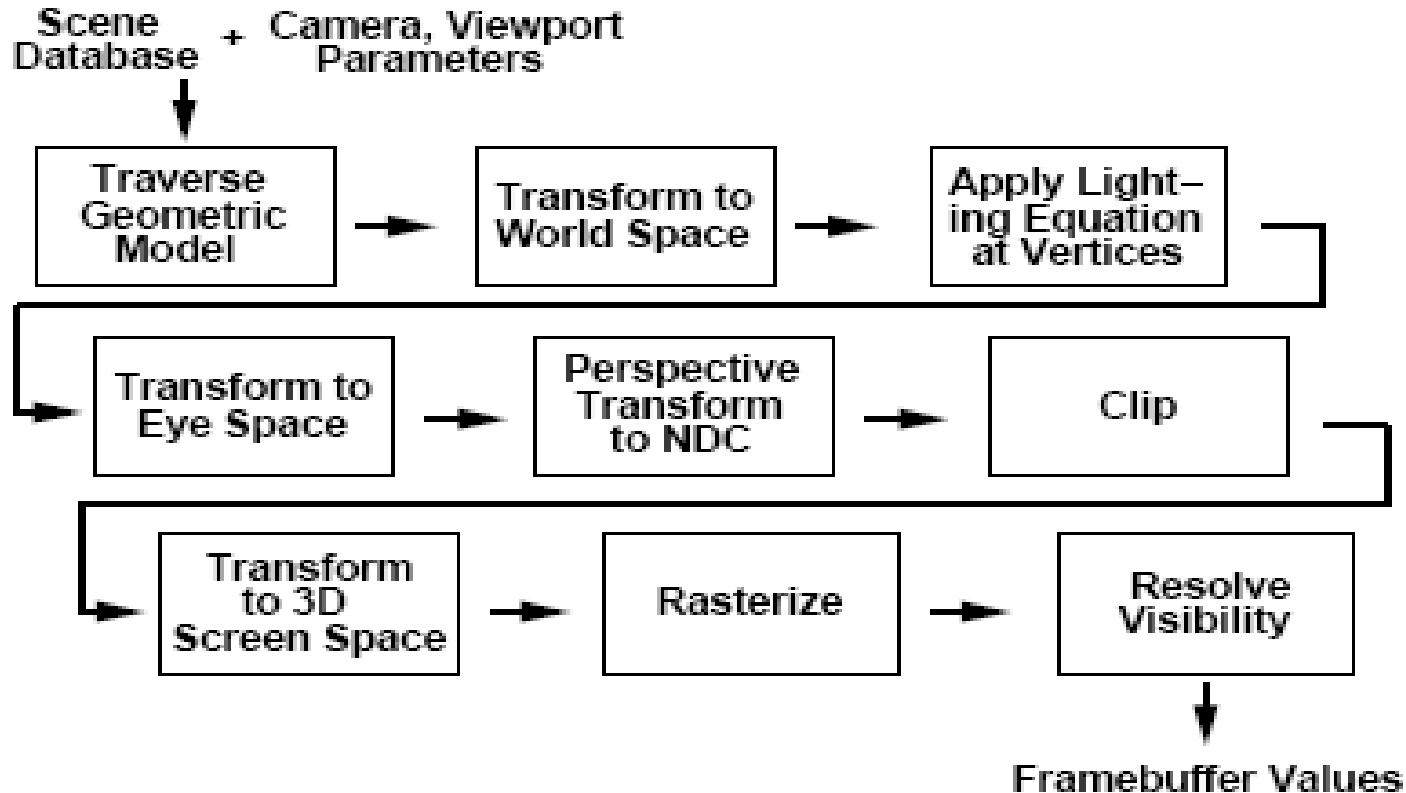 Scene
Database
+
Camera, Viewport
Parameters
Traverse
Geometric
Model
Transform to
World Space
Apply Light–
ing Equation
at Vertices
Transform to
Eye Space
Perspective
Transform
to NDC
Clip
Transform
to 3D
Screen Space
Rasterize
Resolve
Visibility
Framebuffer Values